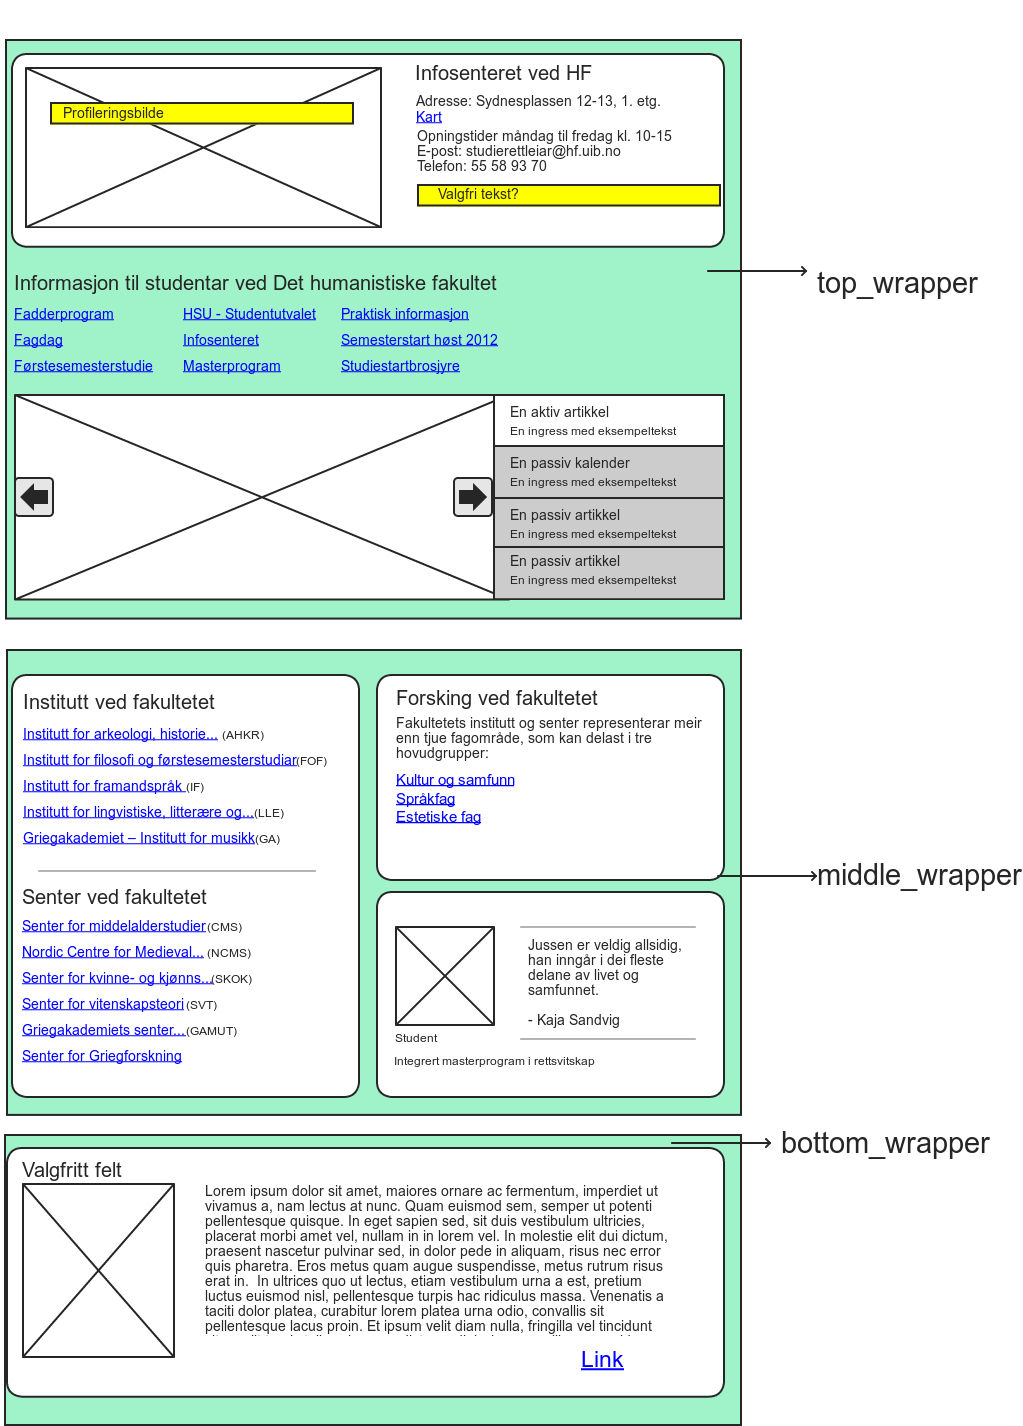 Profileringsbilde
Infosenteret ved HF
Adresse: Sydnesplassen 12-13, 1. etg.
Kart
Opningstider måndag til fredag kl. 10-15
E-post: studierettleiar@hf.uib.no
Telefon: 55 58 93 70
Valgfri tekst?
top_wrapper
Informasjon til studentar ved Det humanistiske fakultet
Fadderprogram HSU - Studentutvalet Praktisk informasjon
Fagdag Infosenteret Semesterstart høst 2012
Førstesemesterstudie Masterprogram Studiestartbrosjyre
En aktiv artikkel
En ingress med eksempeltekst
En passiv kalender
En ingress med eksempeltekst
En passiv artikkel
En ingress med eksempeltekst
En passiv artikkel
En ingress med eksempeltekst
Institutt ved fakultetet
Institutt for arkeologi, historie... (AHKR)
Institutt for filosofi og førstesemesterstudiar(FOF)
Institutt for framandspråk (IF)
Institutt for lingvistiske, litterære og...(LLE)
Griegakademiet – Institutt for musikk(GA)
Senter ved fakultetet
Senter for middelalderstudier (CMS)
Nordic Centre for Medieval... (NCMS)
Senter for kvinne- og kjønns...(SKOK)
Senter for vitenskapsteori (SVT)
Griegakademiets senter...(GAMUT)
Senter for Griegforskning
Forsking ved fakultetet
Fakultetets institutt og senter representerar meir
enn tjue fagområde, som kan delast i tre
hovudgrupper:
Kultur og samfunn
Språkfag
Estetiske fag
middle_wrapper
Jussen er veldig allsidig,
han inngår i dei fleste
delane av livet og
samfunnet.
- Kaja Sandvig
Student
Integrert masterprogram i rettsvitskap
bottom_wrapper
Valgfritt felt
Lorem ipsum dolor sit amet, maiores ornare ac fermentum, imperdiet ut
vivamus a, nam lectus at nunc. Quam euismod sem, semper ut potenti
pellentesque quisque. In eget sapien sed, sit duis vestibulum ultricies,
placerat morbi amet vel, nullam in in lorem vel. In molestie elit dui dictum,
praesent nascetur pulvinar sed, in dolor pede in aliquam, risus nec error
quis pharetra. Eros metus quam augue suspendisse, metus rutrum risus
erat in.  In ultrices quo ut lectus, etiam vestibulum urna a est, pretium
luctus euismod nisl, pellentesque turpis hac ridiculus massa. Venenatis a
taciti dolor platea, curabitur lorem platea urna odio, convallis sit
pellentesque lacus proin. Et ipsum velit diam nulla, fringilla vel tincidunt
Link